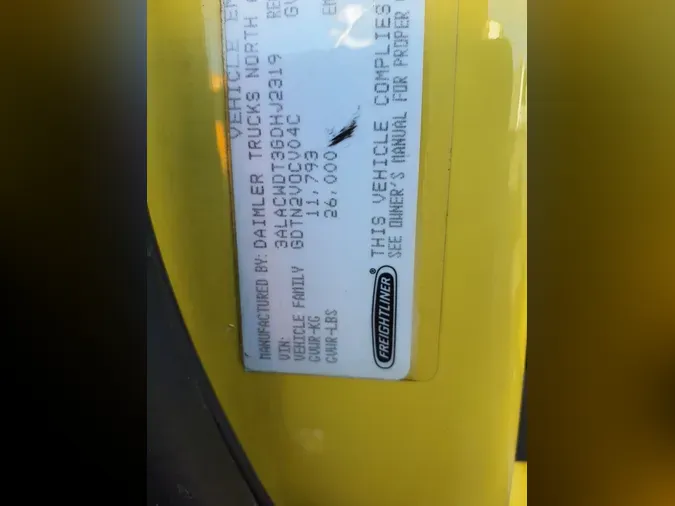 VEHICLE
MANUFACTURED BY: DAIMLER TRUCKS NORTH
VIN: 3ALACWDT3GDHJ2319
VEHICLE FAMILY GDTN2VOCV04C
GVWR-KG 11,793
GVWR-LBS 26,000
FREIGHTLINER®
THIS VEHICLE COMPLIES
SEE OWNER'S MANUAL FOR PROPER